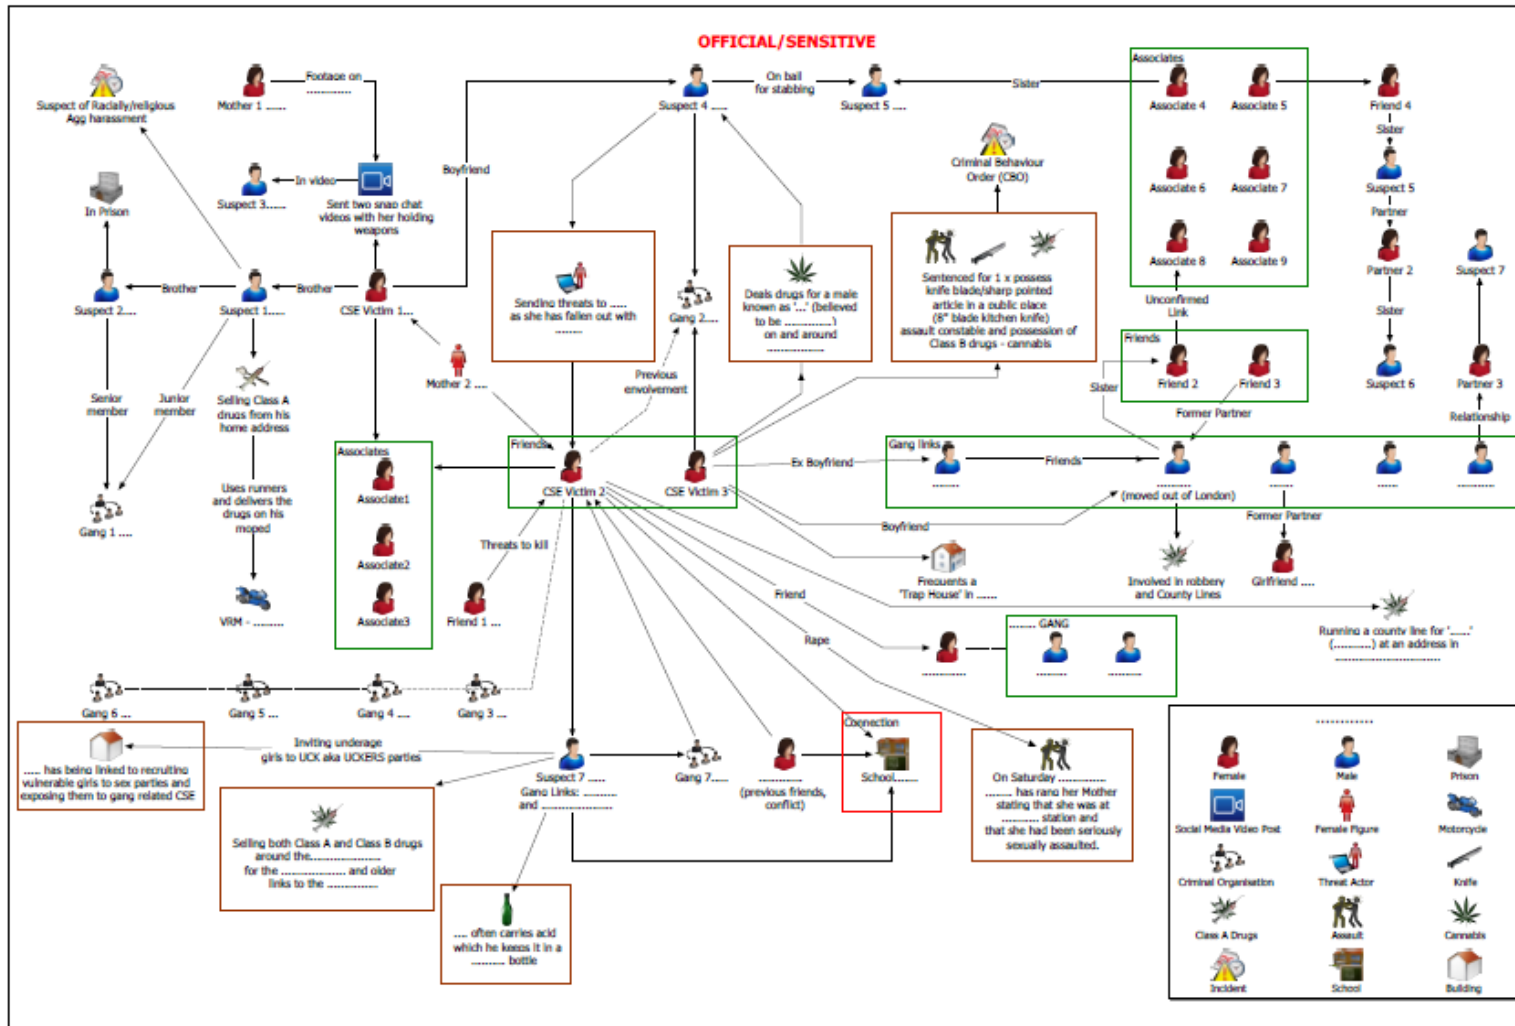 OFFICIAL/SENSITIVE
Suspect of Racially/religious
Agg harassment
Mother 1 ......
Footage on
............
Suspect 4 .....
On bail
for stabbing
Suspect 5 ....
Sister
Associates
Associate 4
Associate 5
Friend 4
Sister
In Prison
Suspect 3......
In video
Sent two snap chat
videos with her holding
weapons
Boyfriend
Criminal Behaviour
Order (CBO)
Associate 6
Associate 7
Suspect 5
Partner
Suspect 2....
Brother
Suspect 1.....
Brother
CSE Victim 1...
Sending threats to .....
as she has fallen out with
........
Gang 2....
Deals drugs for a male
known as '...' (believed
to be ...............)
on and around
................
Sentenced for 1 x possess
knife blade/sharp pointed
article in a public place
(8" blade kitchen knife)
assault constable and possession of
Class B drugs - cannabis
Associate 8
Associate 9
Partner 2
Suspect 7
Unconfirmed
Link
Sister
Friends
Friend 2
Friend 3
Suspect 6
Partner 3
Mother 2 ....
Previous
envolvement
Sister
Former Partner
Relationship
Senior
member
Junior
member
Selling Class A
drugs from his
home address
Associates
Associate1
Associate2
Associate3
Friends
CSE Victim 2
CSE Victim 3
Ex Boyfriend
Gang links
........
Friends
.........
(moved out of London)
........
........
...........
Gang 1 ....
Uses runners
and delivers the
drugs on his
moped
Threats to kill
Boyfriend
Former Partner
Frequents a
'Trap House' in ......
Involved in robbery
and County Lines
Girlfriend ....
VRM - .........
Friend 1 ...
Friend
Rape
........
........ GANG
.........
..........
Running a county line for '......'
(...........) at an address in
.........................
Gang 6 ...
Gang 5 ...
Gang 4 ....
Gang 3 ....
Inviting underage
girls to UCK aka UCKERS parties
..... has being linked to recruiting
vulnerable girls to sex parties and
exposing them to gang related CSE
Suspect 7 .....
Gang Links: .........
and ..................
Gang 7....
.............
(previous friends,
conflict)
Connection
School.......
On Saturday ...............
......... has rang her Mother
stating that she was at
............ station and
that she had been seriously
sexually assaulted.
Selling both Class A and Class B drugs
around the....................
for the .................. and older
links to the ...............
.... often carries acid
which he keeps it in a
........... bottle
............
Female
Male
Prison
Social Media Video Post
Female Figure
Motorcycle
Criminal Organisation
Threat Actor
Knife
Class A Drugs
Assault
Cannabis
Incident
School
Building